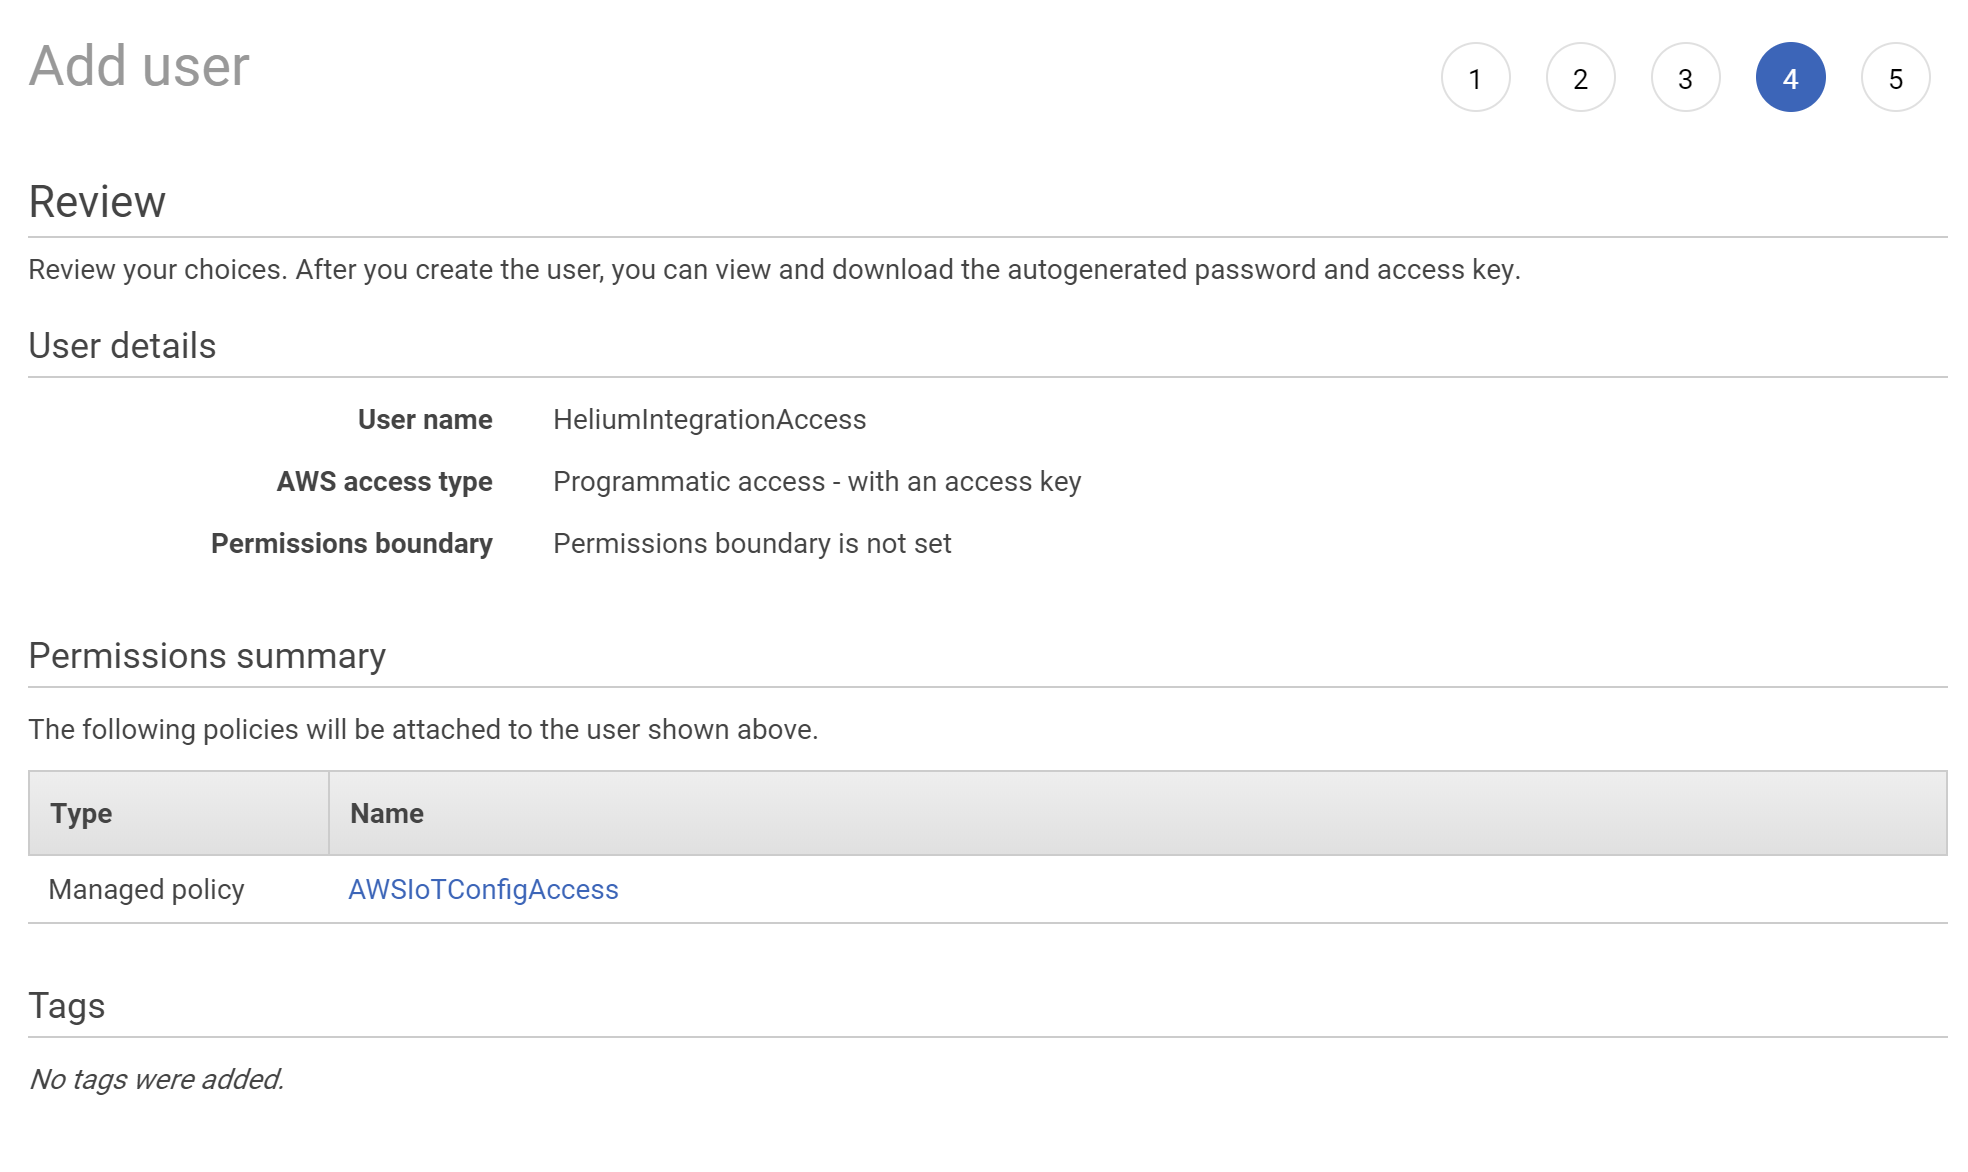 Add user
1 2 3 4 5
Review
Review your choices. After you create the user, you can view and download the autogenerated password and access key.
User details
User name HeliumIntegrationAccess
AWS access type Programmatic access - with an access key
Permissions boundary Permissions boundary is not set
Permissions summary
The following policies will be attached to the user shown above.
Type Name
Managed policy AWSIoTConfigAccess
Tags
No tags were added.